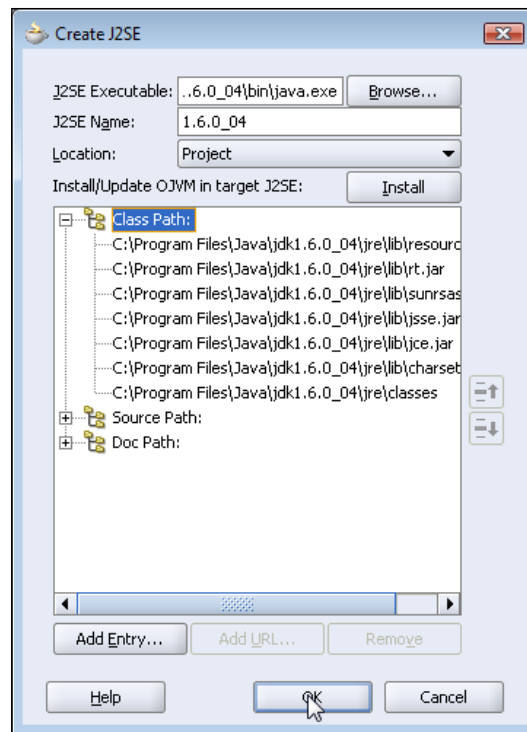 Create J2SE
J2SE Executable: ..6.0_04\bin\java.exe Browse...
J2SE Name: 1.6.0_04
Location: Project
Install/Update OJVM in target J2SE: Install
Class Path:
C:\Program Files\Java\jdk1.6.0_04\jre\lib\resourc
C:\Program Files\Java\jdk1.6.0_04\jre\lib\rt.jar
C:\Program Files\Java\jdk1.6.0_04\jre\lib\sunrsas
C:\Program Files\Java\jdk1.6.0_04\jre\lib\jsse.jar
C:\Program Files\Java\jdk1.6.0_04\jre\lib\jce.jar
C:\Program Files\Java\jdk1.6.0_04\jre\lib\charset
C:\Program Files\Java\jdk1.6.0_04\jre\classes
Source Path:
Doc Path:
Add Entry... Add URL... Remove
Help OK Cancel